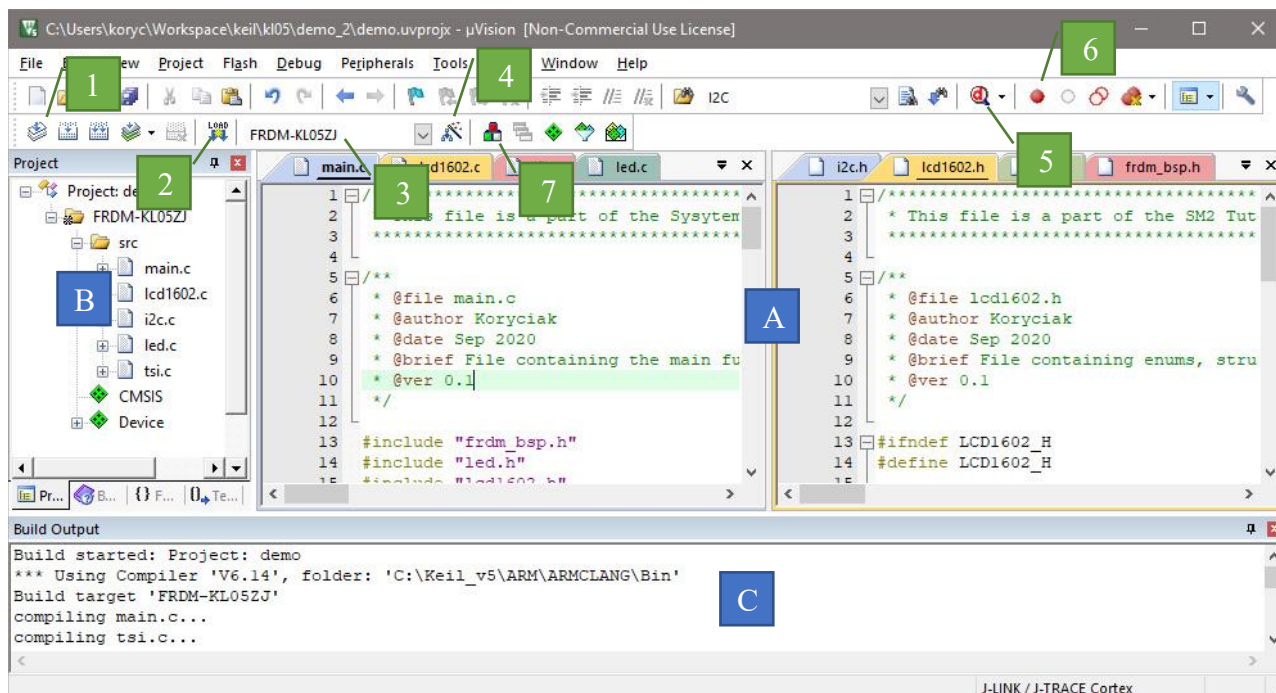 C:\Users\koryc\Workspace\keil\kl05\demo_2\demo.uvprojx - µVision [Non-Commercial Use License]
6
File ew Project Flash Debug Peripherals Tools Window Help
1
4
I2C
LOAD
FRDM-KL05ZJ
2
3
7
5
Project
main.c
lcd1602.c
led.c
i2c.h
lcd1602.h
frdm_bsp.h
Project: de
FRDM-KL05ZJ
src
main.c
lcd1602.c
i2c.c
led.c
tsi.c
CMSIS
Device
B
Pr... B... {} F... Te...
1 /***********************************
2 This file is a part of the Sysytem
3 ************************************
4
5 /**
6 * @file main.c
7 * @author Koryciak
8 * @date Sep 2020
9 * @brief File containing the main fu
10 * @ver 0.1
11 */
12
13 #include "frdm_bsp.h"
14 #include "led.h"
15 #include "lcd1602.h"
A
1 /***********************************
2 * This file is a part of the SM2 Tut
3 ************************************
4
5 /**
6 * @file lcd1602.h
7 * @author Koryciak
8 * @date Sep 2020
9 * @brief File containing enums, stru
10 * @ver 0.1
11 */
12
13 #ifndef LCD1602_H
14 #define LCD1602_H
15
Build Output
Build started: Project: demo
*** Using Compiler 'V6.14', folder: 'C:\Keil_v5\ARM\ARMCLANG\Bin'
Build target 'FRDM-KL05ZJ'
compiling main.c...
compiling tsi.c...
C
J-LINK / J-TRACE Cortex